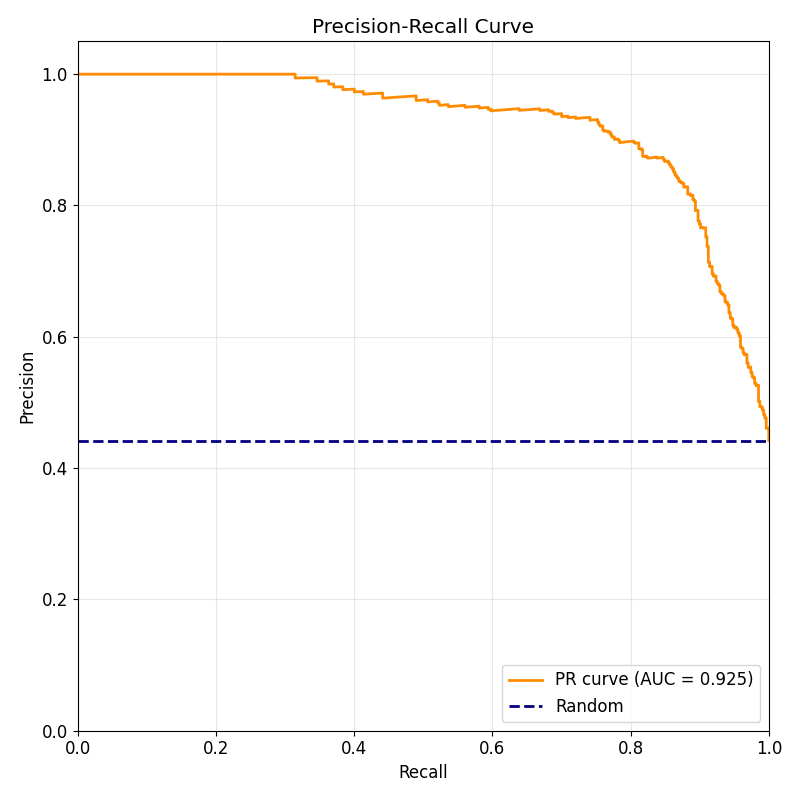 Precision-Recall Curve
1.0
0.8
0.6
0.4
0.2
0.0
Precision
0.0 0.2 0.4 0.6 0.8 1.0
Recall
PR curve (AUC = 0.925)
Random